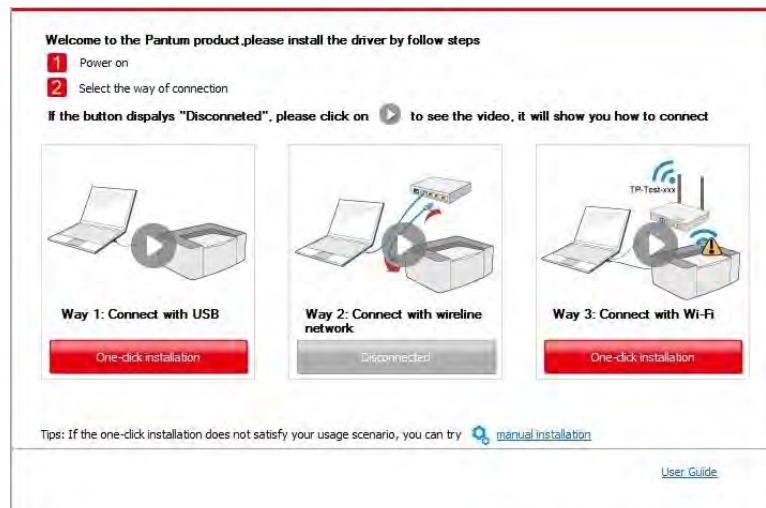 Welcome to the Pantum product,please install the driver by follow steps
1 Power on
2 Select the way of connection
If the button dispalys "Disconneted", please click on to see the video, it will show you how to connect
TP-Test-xxx
Way 1: Connect with USB
Way 2: Connect with wireline
network
Way 3: Connect with Wi-Fi
One-click installation
Disconnected
One-click installation
Tips: If the one-click installation does not satisfy your usage scenario, you can try manual installation
User Guide